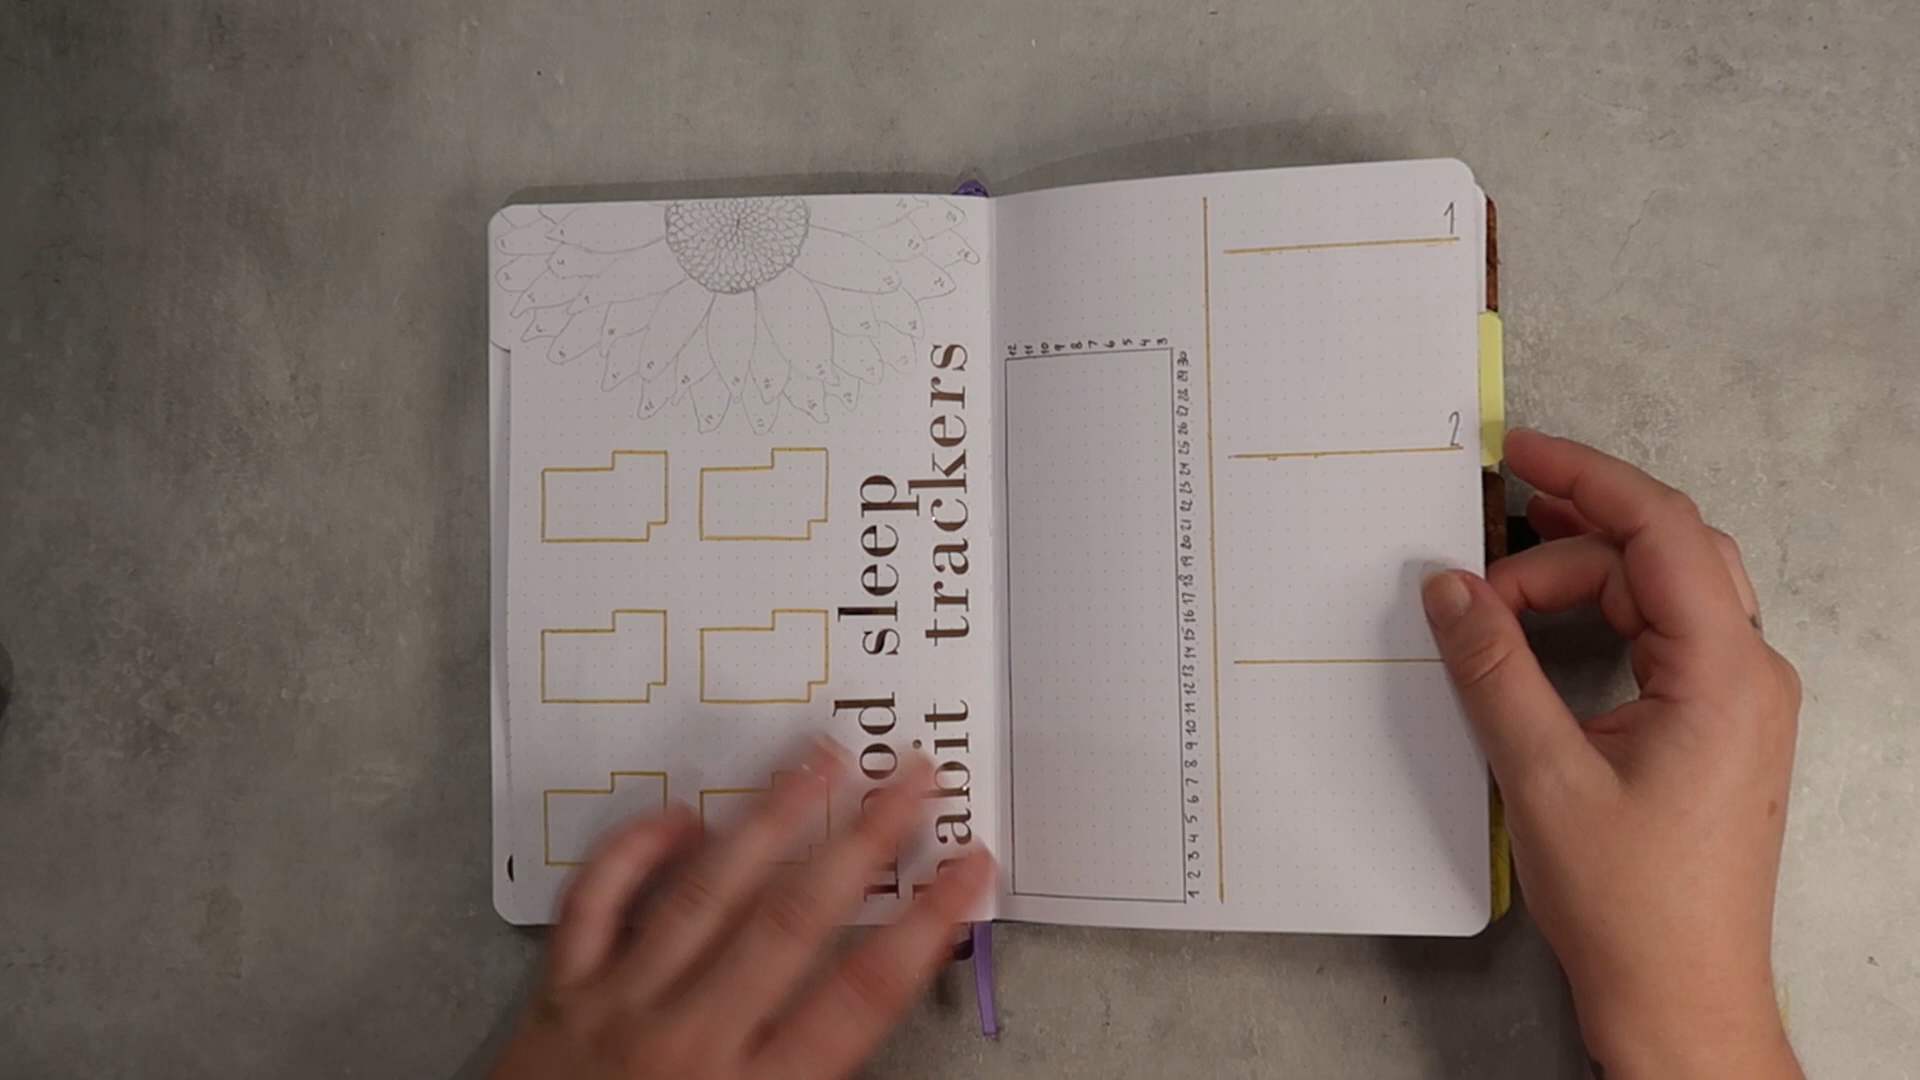 mood sleep
habit trackers
12 11 10 9 8 7 6 5 4 3
1 2 3 4 5 6 7 8 9 10 11 12 13 14 15 16 17 18 19 20 21 22 23 24 25 26 27 28 29 30
1
2